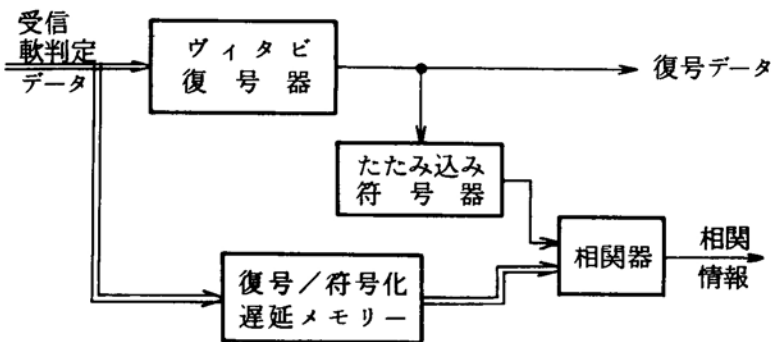 受信
軟判定
データ
ヴィタビ
復号器
復号データ
たたみ込み
符号器
復号／符号化
遅延メモリー
相関器
相関
情報